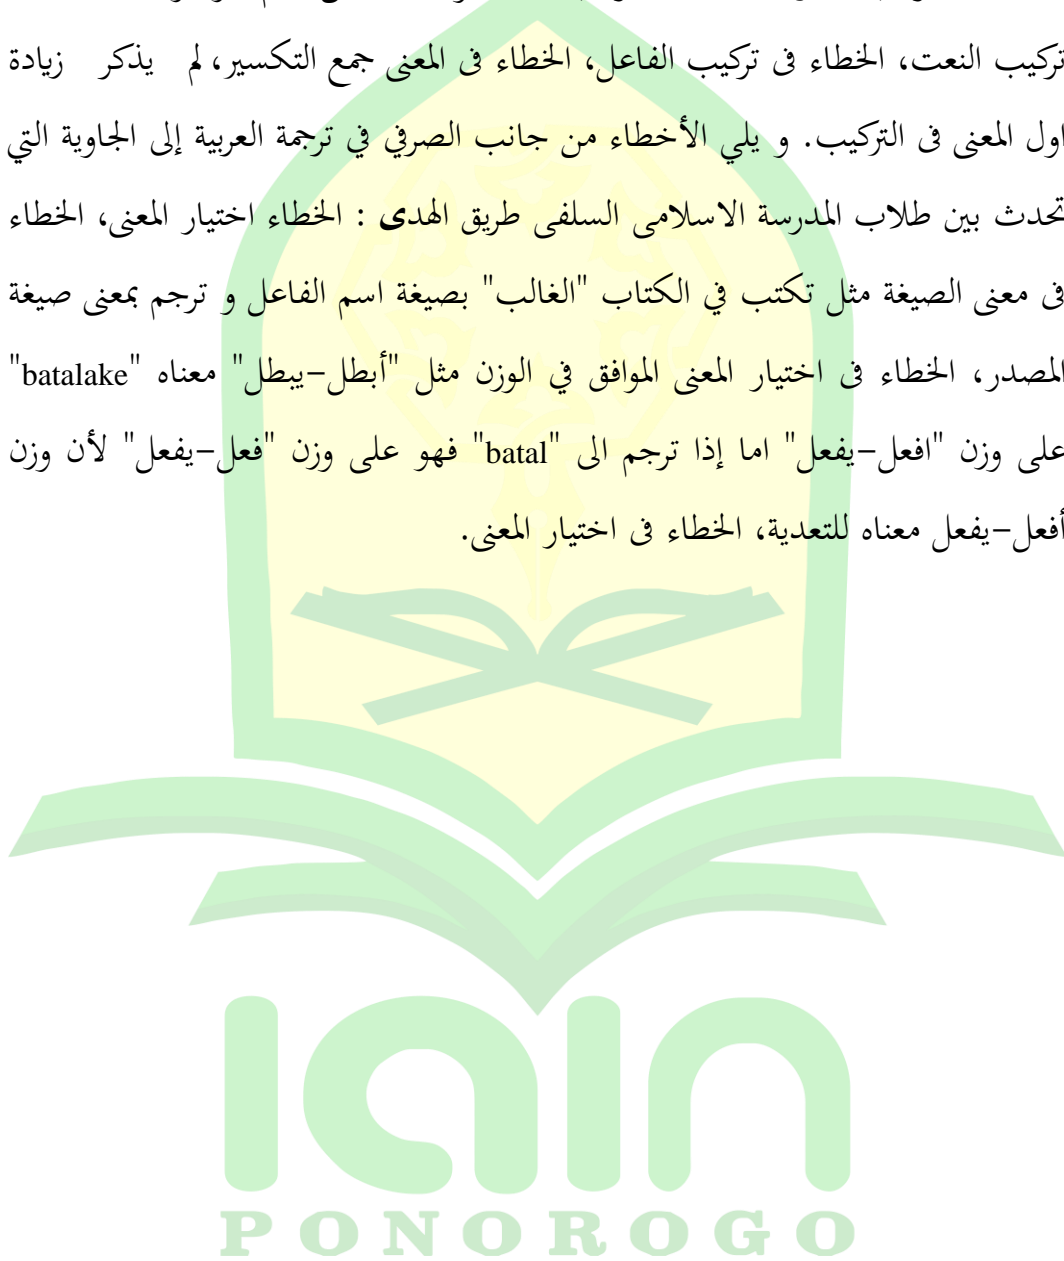 تركيب النعت، الخطاء فى تركيب الفاعل، الخطاء فى المعنى جمع التكسير، لم يذكر زيادة
اول المعنى فى التركيب. و يلي الأخطاء من جانب الصرفي في ترجمة العربية إلى الجاوية التي
تحدث بين طلاب المدرسة الاسلامى السلفى طريق الهدى : الخطاء اختيار المعنى، الخطاء
فى معنى الصيغة مثل تكتب في الكتاب "الغالب" بصيغة اسم الفاعل و ترجم بمعنى صيغة
المصدر، الخطاء فى اختيار المعنى الموافق في الوزن مثل "أبطل–يبطل" معناه "batalake"
على وزن "افعل–يفعل" اما إذا ترجم الى "batal" فهو على وزن "فعل–يفعل" لأن وزن
أفعل–يفعل معناه للتعدية، الخطاء فى اختيار المعنى.
iain
PONOROGO